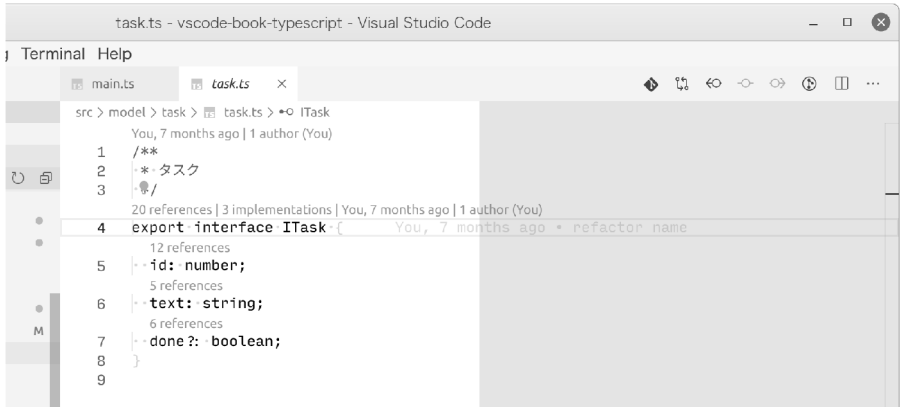 task.ts - vscode-book-typescript - Visual Studio Code
Terminal Help
main.ts
task.ts
src > model > task > task.ts > ITask
You, 7 months ago | 1 author (You)
1 /**
2 * タスク
3 */
20 references | 3 implementations | You, 7 months ago | 1 author (You)
4 export interface ITask { You, 7 months ago • refactor name
12 references
5 id: number;
5 references
6 text: string;
6 references
M
7 done?: boolean;
8 }
9